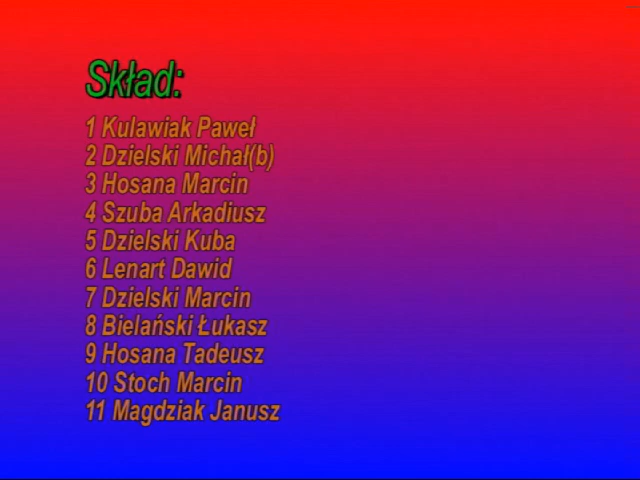 Skład:
1 Kulawiak Paweł
2 Dzielski Michał(b)
3 Hosana Marcin
4 Szuba Arkadiusz
5 Dzielski Kuba
6 Lenart Dawid
7 Dzielski Marcin
8 Bielański Łukasz
9 Hosana Tadeusz
10 Stoch Marcin
11 Magdziak Janusz